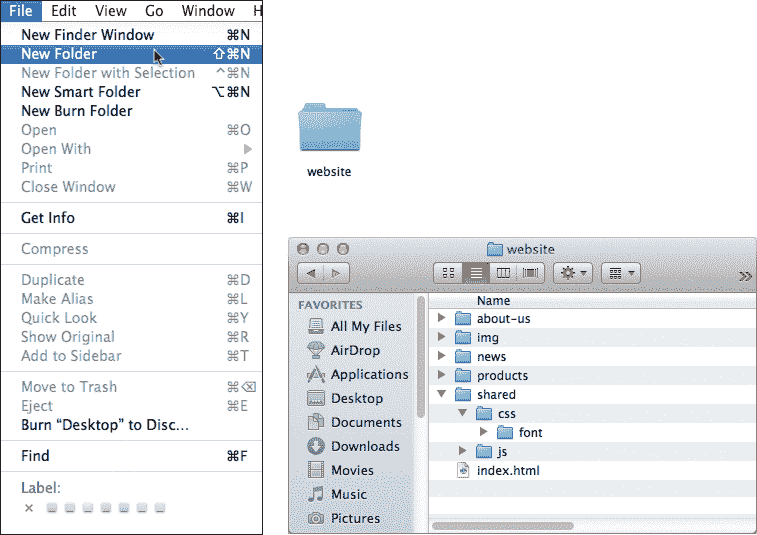 File Edit View Go Window H
New Finder Window ⌘N
New Folder ⇧⌘N
New Folder with Selection ^⌘N
New Smart Folder ⌥⌘N
New Burn Folder
Open ⌘O
Open With ▶
Print ⌘P
Close Window ⌘W
Get Info ⌘I
Compress
Duplicate ⌘D
Make Alias ⌘L
Quick Look ⌘Y
Show Original ⌘R
Add to Sidebar ⌘T
Move to Trash ⌘⌫
Eject ⌘E
Burn “Desktop” to Disc...
Find ⌘F
Label:
×
website
website
FAVORITES
All My Files
AirDrop
Applications
Desktop
Documents
Downloads
Movies
Music
Pictures
Name
about-us
img
news
products
shared
css
font
js
index.html